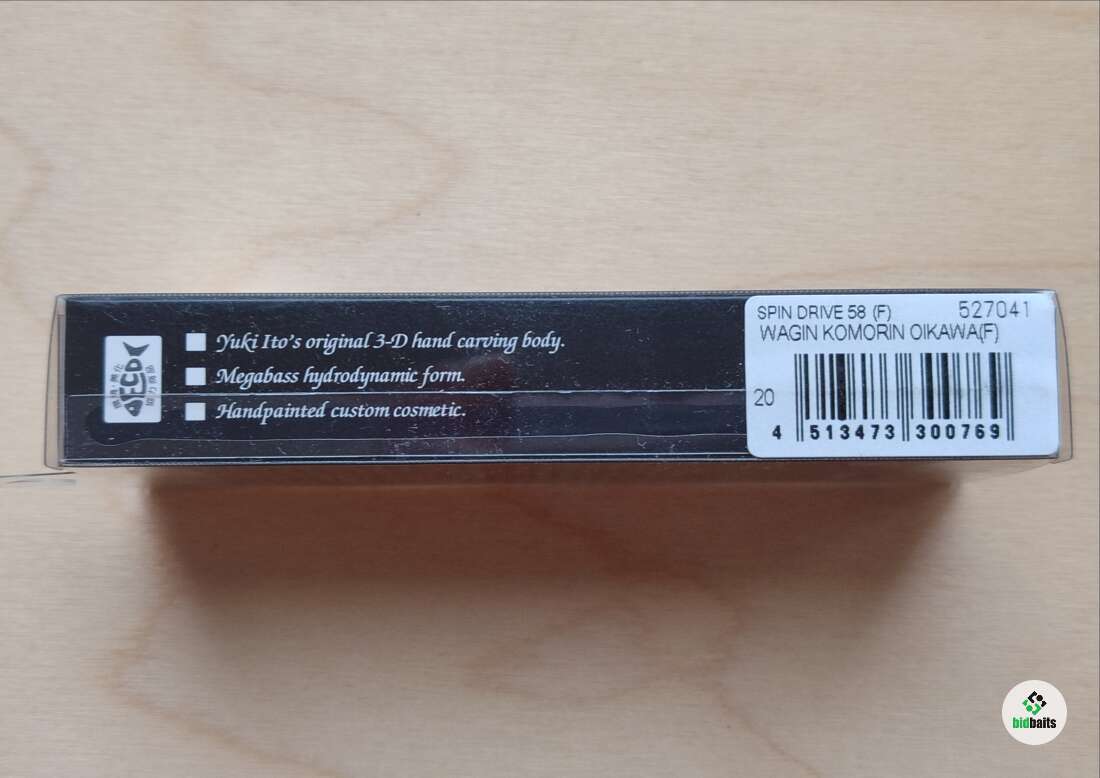 Yuki Ito's original 3-D hand carving body.
Megabass hydrodynamic form.
Handpainted custom cosmetic.
SPIN DRIVE 58 (F) 527041
WAGIN KOMORIN OIKAWA(F)
20
4 513473 300769
bidbaits